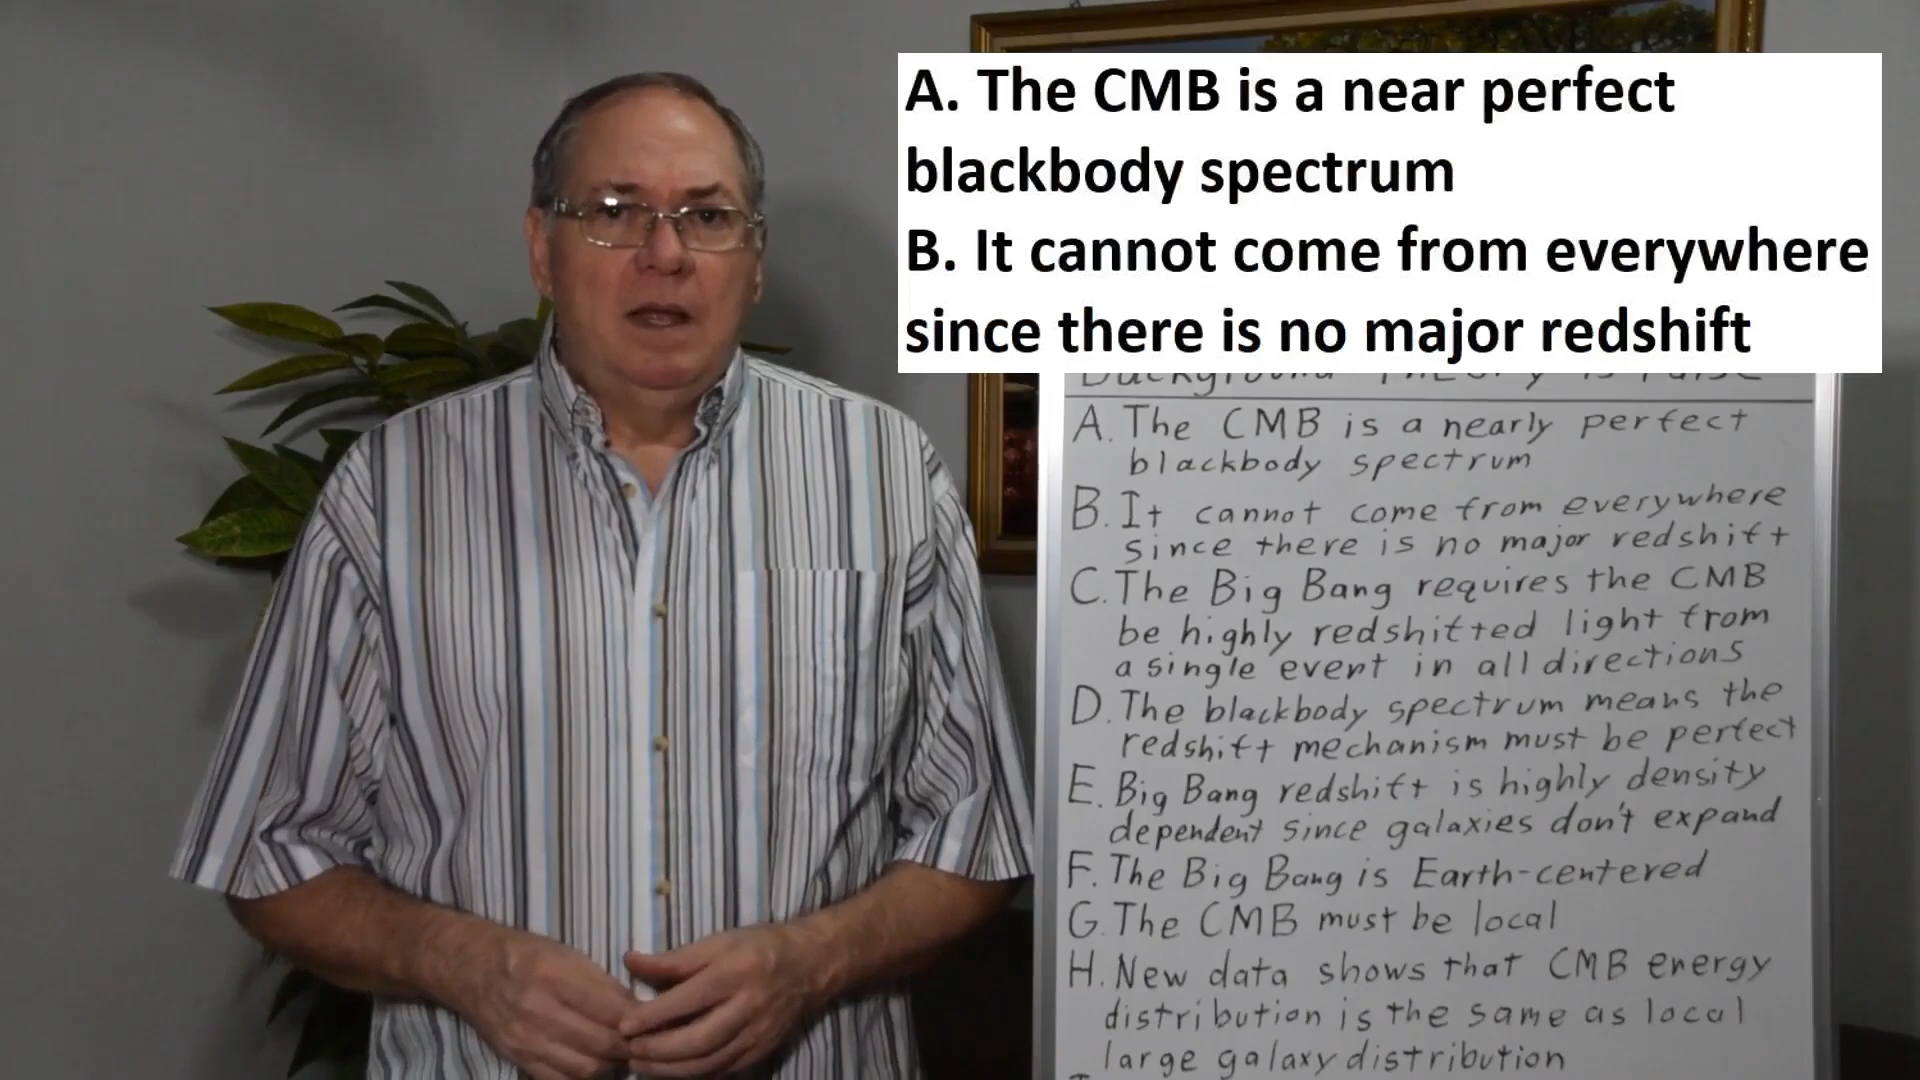 A. The CMB is a near perfect
blackbody spectrum
B. It cannot come from everywhere
since there is no major redshift
Background Theory is False
A. The CMB is a nearly perfect
blackbody spectrum
B. It cannot come from everywhere
since there is no major redshift
C. The Big Bang requires the CMB
be highly redshifted light from
a single event in all directions
D. The blackbody spectrum means the
redshift mechanism must be perfect
E. Big Bang redshift is highly density
dependent since galaxies don't expand
F. The Big Bang is Earth-centered
G. The CMB must be local
H. New data shows that CMB energy
distribution is the same as local
large galaxy distribution